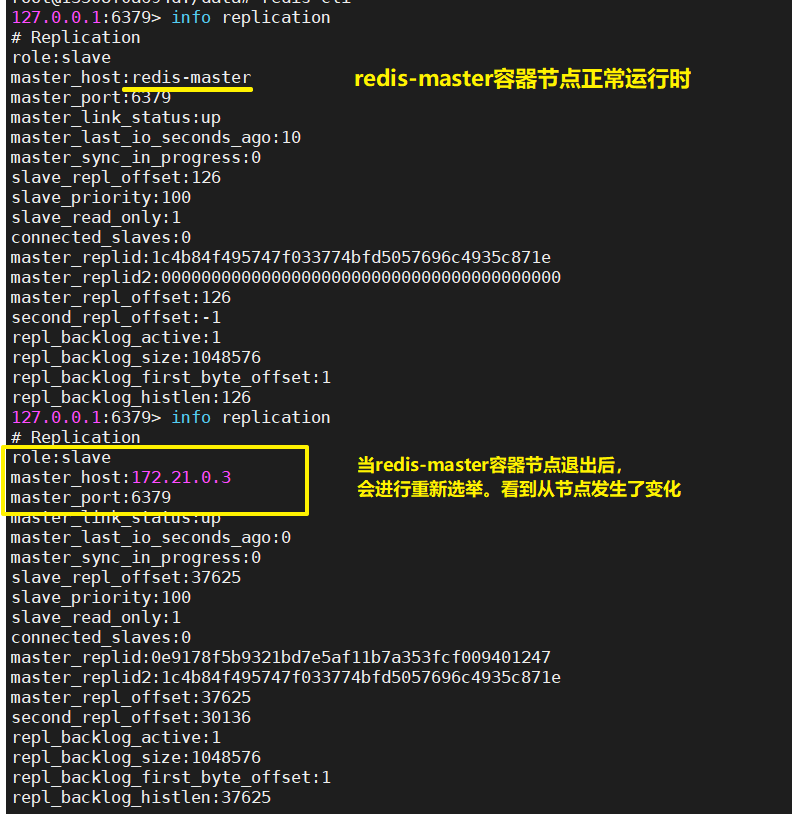 127.0.0.1:6379> info replication
# Replication
role:slave
master_host:redis-master
redis-master容器节点正常运行时
master_port:6379
master_link_status:up
master_last_io_seconds_ago:10
master_sync_in_progress:0
slave_repl_offset:126
slave_priority:100
slave_read_only:1
connected_slaves:0
master_replid:1c4b84f495747f033774bfd5057696c4935c871e
master_replid2:0000000000000000000000000000000000000000
master_repl_offset:126
second_repl_offset:-1
repl_backlog_active:1
repl_backlog_size:1048576
repl_backlog_first_byte_offset:1
repl_backlog_histlen:126
127.0.0.1:6379> info replication
# Replication
role:slave
master_host:172.21.0.3
master_port:6379
当redis-master容器节点退出后，
会进行重新选举。看到从节点发生了变化
master_link_status:up
master_last_io_seconds_ago:0
master_sync_in_progress:0
slave_repl_offset:37625
slave_priority:100
slave_read_only:1
connected_slaves:0
master_replid:0e9178f5b9321bd7e5af11b7a353fcf009401247
master_replid2:1c4b84f495747f033774bfd5057696c4935c871e
master_repl_offset:37625
second_repl_offset:30136
repl_backlog_active:1
repl_backlog_size:1048576
repl_backlog_first_byte_offset:1
repl_backlog_histlen:37625